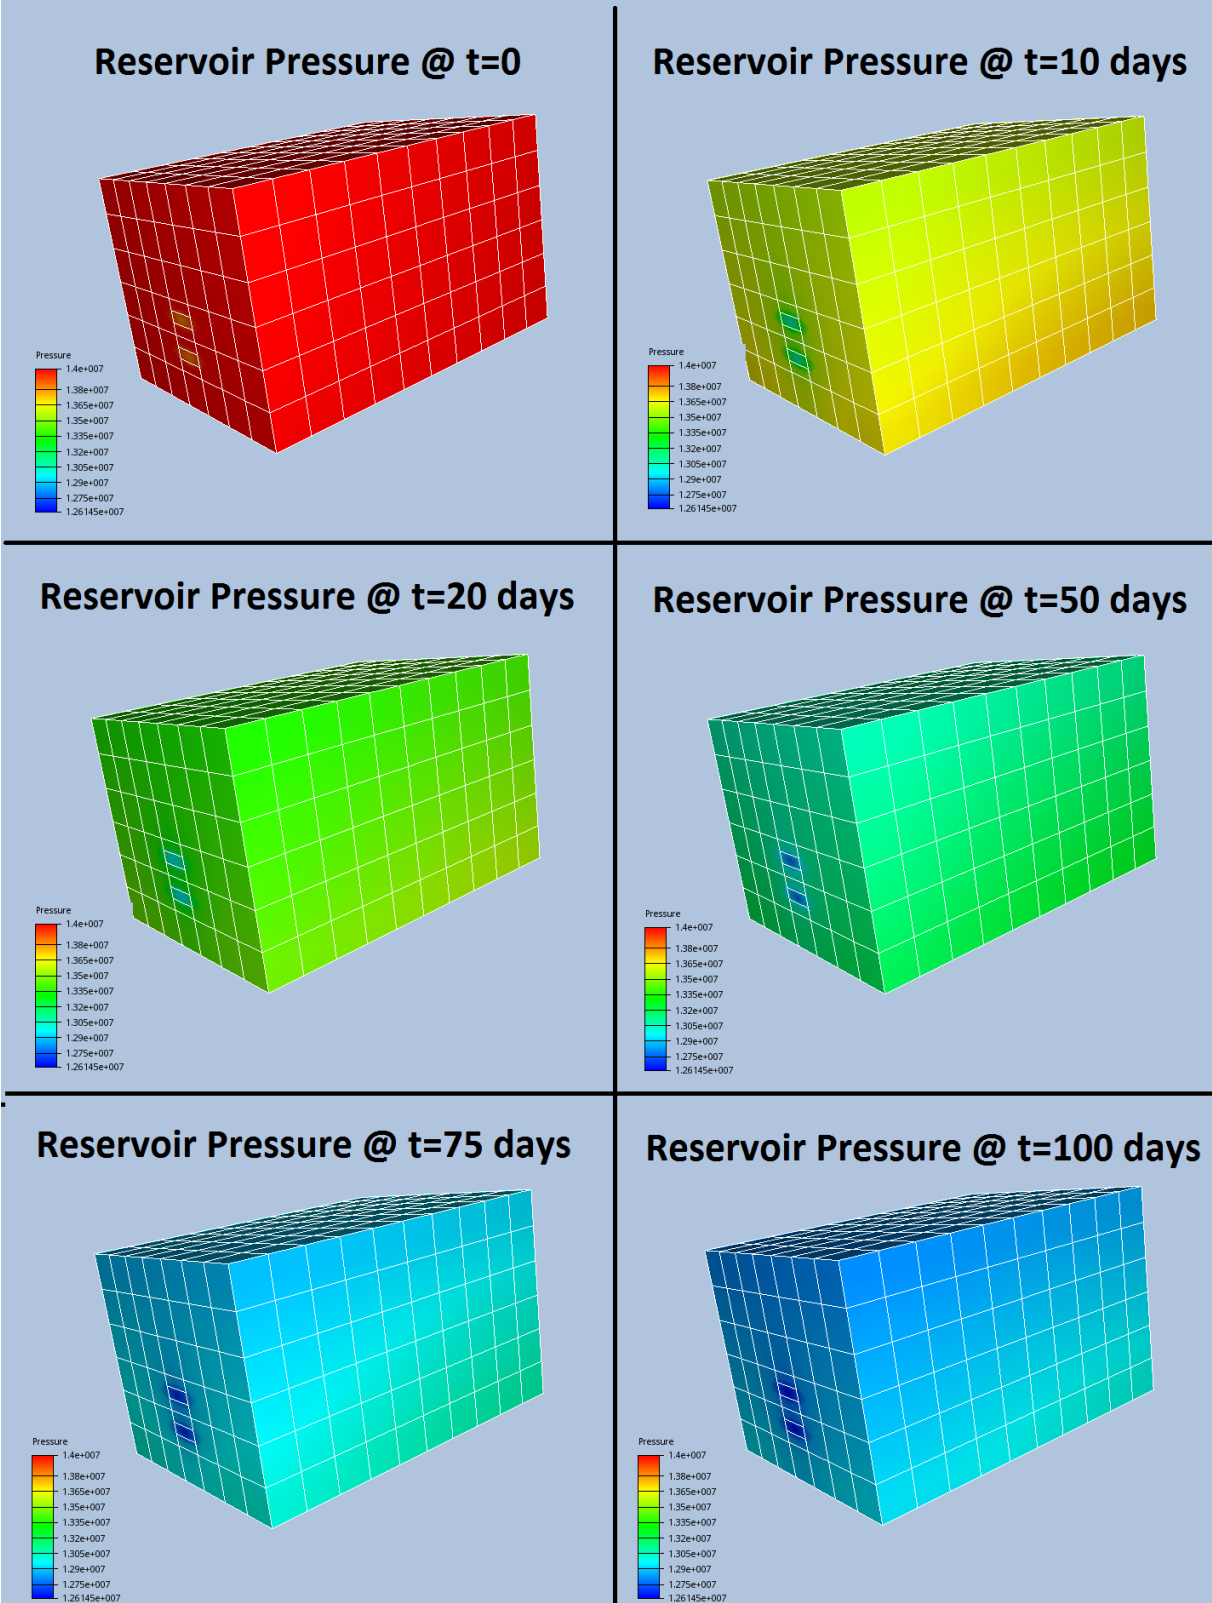 Reservoir Pressure @ t=0
Pressure
1.4e+007
1.38e+007
1.365e+007
1.35e+007
1.335e+007
1.32e+007
1.305e+007
1.29e+007
1.275e+007
1.26145e+007
Reservoir Pressure @ t=10 days
Pressure
1.4e+007
1.38e+007
1.365e+007
1.35e+007
1.335e+007
1.32e+007
1.305e+007
1.29e+007
1.275e+007
1.26145e+007
Reservoir Pressure @ t=20 days
Pressure
1.4e+007
1.38e+007
1.365e+007
1.35e+007
1.335e+007
1.32e+007
1.305e+007
1.29e+007
1.275e+007
1.26145e+007
Reservoir Pressure @ t=50 days
Pressure
1.4e+007
1.38e+007
1.365e+007
1.35e+007
1.335e+007
1.32e+007
1.305e+007
1.29e+007
1.275e+007
1.26145e+007
Reservoir Pressure @ t=75 days
Pressure
1.4e+007
1.38e+007
1.365e+007
1.35e+007
1.335e+007
1.32e+007
1.305e+007
1.29e+007
1.275e+007
1.26145e+007
Reservoir Pressure @ t=100 days
Pressure
1.4e+007
1.38e+007
1.365e+007
1.35e+007
1.335e+007
1.32e+007
1.305e+007
1.29e+007
1.275e+007
1.26145e+007